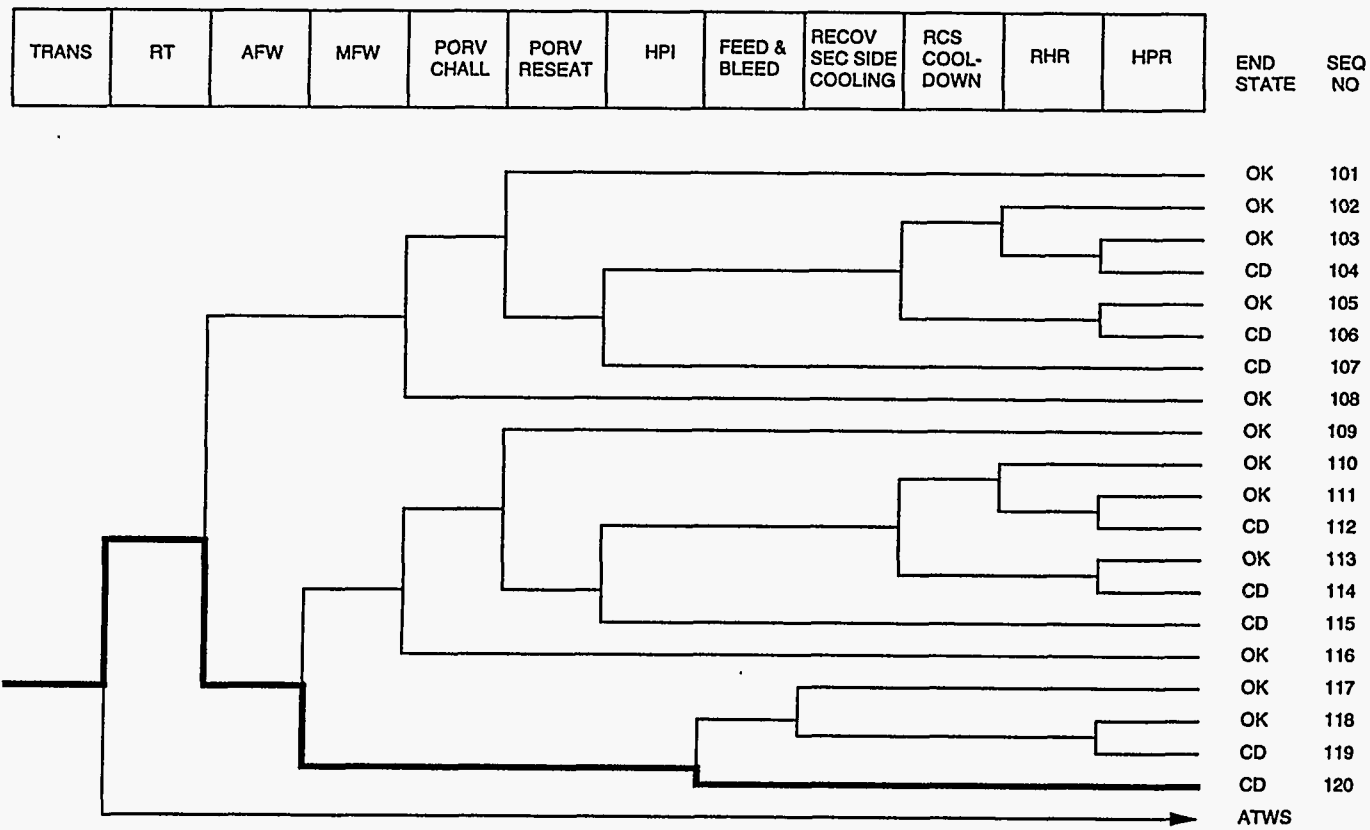 TRANS RT AFW MFW PORV CHALL PORV RESEAT HPI FEED & BLEED RECOV SEC SIDE COOLING RCS COOL-DOWN RHR HPR END STATE SEQ NO
OK 101
OK 102
OK 103
CD 104
OK 105
CD 106
CD 107
OK 108
OK 109
OK 110
OK 111
CD 112
OK 113
CD 114
CD 115
OK 116
OK 117
OK 118
CD 119
CD 120
ATWS